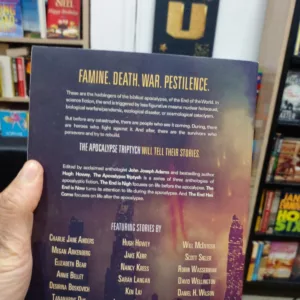 FAMINE. DEATH. WAR. PESTILENCE.
These are the harbingers of the biblical apocalypse, of the End of the World. In
science fiction, the end is triggered by less figurative means: nuclear holocaust,
biological warfare/pandemic, ecological disaster, or cosmological cataclysm.
But before any catastrophe, there are people who see it coming. During, there
are heroes who fight against it. And after, there are the survivors who
persevere and try to rebuild.
THE APOCALYPSE TRIPTYCH WILL TELL THEIR STORIES.
Edited by acclaimed anthologist John Joseph Adams and bestselling author
Hugh Howey, The Apocalypse Triptych is a series of three anthologies of
apocalyptic fiction. The End is Nigh focuses on life before the apocalypse. The
End is Now turns its attention to life during the apocalypse. And The End Has
Come focuses on life after the apocalypse.
FEATURING STORIES BY
CHARLIE JANE ANDERS
MEGAN ARKENBERG
ELIZABETH BEAR
ANNIE BELLET
DESIRINA BOSKOVICH
HUGH HOWEY
JAKE KERR
NANCY KRESS
SARAH LANGAN
KEN LIU
WILL MCINTOSH
SCOTT SIGLER
ROBIN WASSERMAN
DAVID WELLINGTON
DANIEL H. WILSON